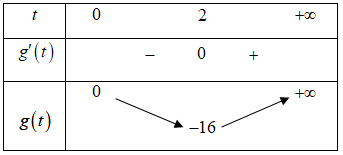 t 0 2 +∞
g′(t) − 0 +
0 +∞
g(t)
−16